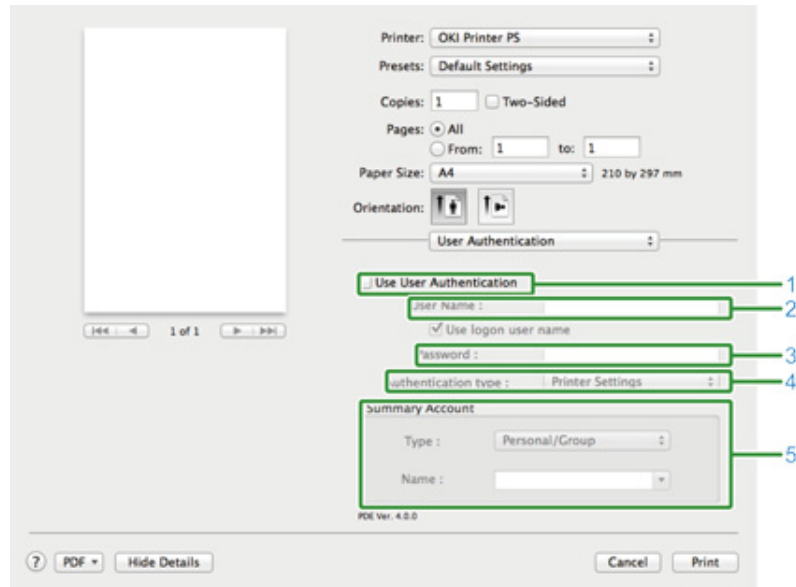 Printer: OKI Printer PS
Presets: Default Settings
Copies: 1 Two-Sided
Pages: All
From: 1 to: 1
Paper Size: A4 210 by 297 mm
Orientation:
User Authentication
Use User Authentication 1
User Name : 2
1 of 1 Use logon user name
Password : 3
Authentication type : Printer Settings 4
Summary Account
Type : Personal/Group
5
Name :
PDE Ver. 4.0.0
? PDF Hide Details Cancel Print